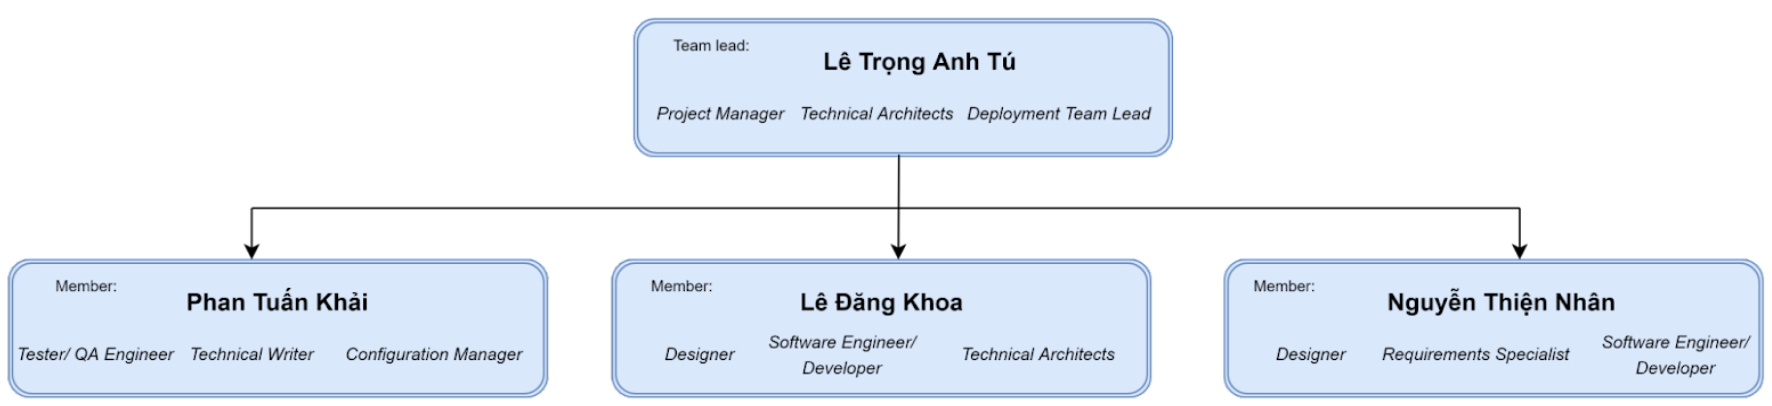 Team lead:
Lê Trọng Anh Tú
Project Manager Technical Architects Deployment Team Lead
Member:
Phan Tuấn Khải
Tester/ QA Engineer Technical Writer Configuration Manager
Member:
Lê Đăng Khoa
Designer
Software Engineer/
Developer
Technical Architects
Member:
Nguyễn Thiện Nhân
Designer
Requirements Specialist
Software Engineer/
Developer